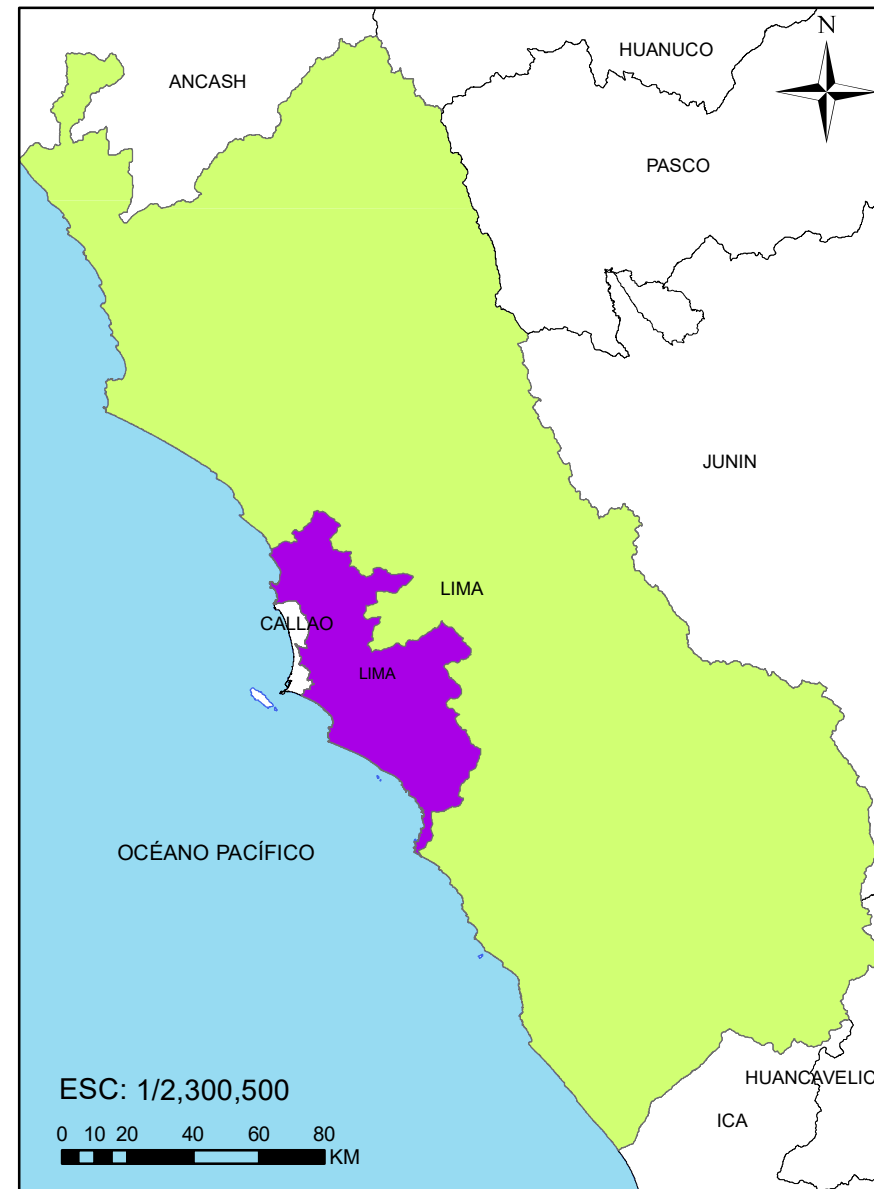 N
HUANUCO
ANCASH
PASCO
JUNIN
LIMA
CALLAO
LIMA
OCÉANO PACÍFICO
ESC: 1/2,300,500
HUANCAVELIC
ICA
0 10 20 40 60 80
KM